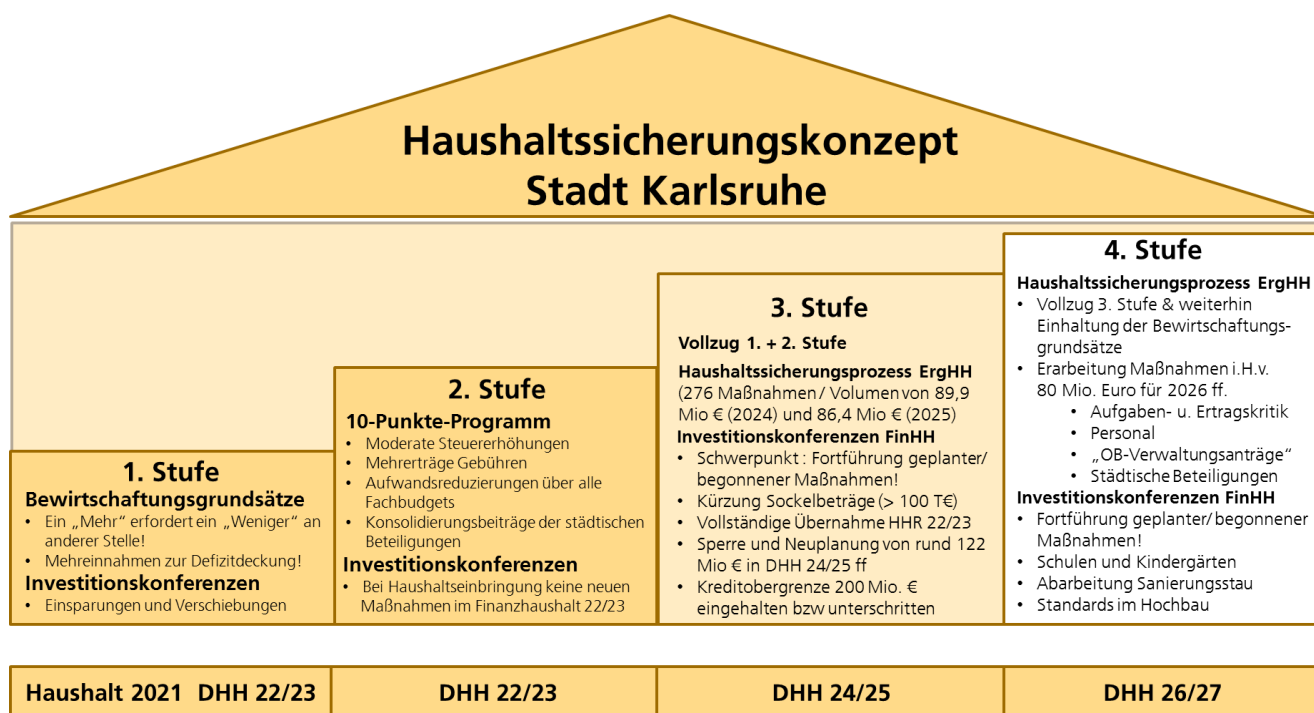 Haushaltssicherungskonzept
Stadt Karlsruhe
1. Stufe
Bewirtschaftungsgrundsätze
• Ein „Mehr“ erfordert ein „Weniger“ an
anderer Stelle!
• Mehreinnahmen zur Defizitdeckung!
Investitionskonferenzen
• Einsparungen und Verschiebungen
2. Stufe
10-Punkte-Programm
• Moderate Steuererhöhungen
• Mehrerträge Gebühren
• Aufwandsreduzierungen über alle
Fachbudgets
• Konsolidierungsbeiträge der städtischen
Beteiligungen
Investitionskonferenzen
• Bei Haushaltseinbringung keine neuen
Maßnahmen im Finanzhaushalt 22/23
3. Stufe
Vollzug 1. + 2. Stufe
Haushaltssicherungsprozess ErgHH
(276 Maßnahmen / Volumen von 89,9
Mio € (2024) und 86,4 Mio € (2025)
Investitionskonferenzen FinHH
• Schwerpunkt : Fortführung geplanter/
begonnener Maßnahmen!
• Kürzung Sockelbeträge (> 100 T€)
• Vollständige Übernahme HHR 22/23
• Sperre und Neuplanung von rund 122
Mio € in DHH 24/25 ff
• Kreditobergrenze 200 Mio. €
eingehalten bzw unterschritten
4. Stufe
Haushaltssicherungsprozess ErgHH
• Vollzug 3. Stufe & weiterhin
Einhaltung der Bewirtschaftungs-
grundsätze
• Erarbeitung Maßnahmen i.H.v.
80 Mio. Euro für 2026 ff.
• Aufgaben- u. Ertragskritik
• Personal
• „OB-Verwaltungsanträge“
• Städtische Beteiligungen
Investitionskonferenzen FinHH
• Fortführung geplanter/ begonnener
Maßnahmen!
• Schulen und Kindergärten
• Abarbeitung Sanierungsstau
• Standards im Hochbau
Haushalt 2021 DHH 22/23
DHH 22/23
DHH 24/25
DHH 26/27